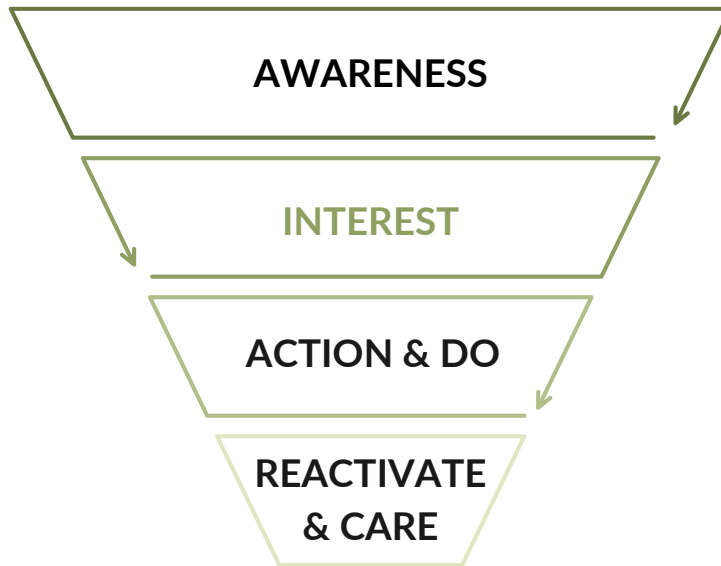 AWARENESS
INTEREST
ACTION & DO
REACTIVATE
& CARE